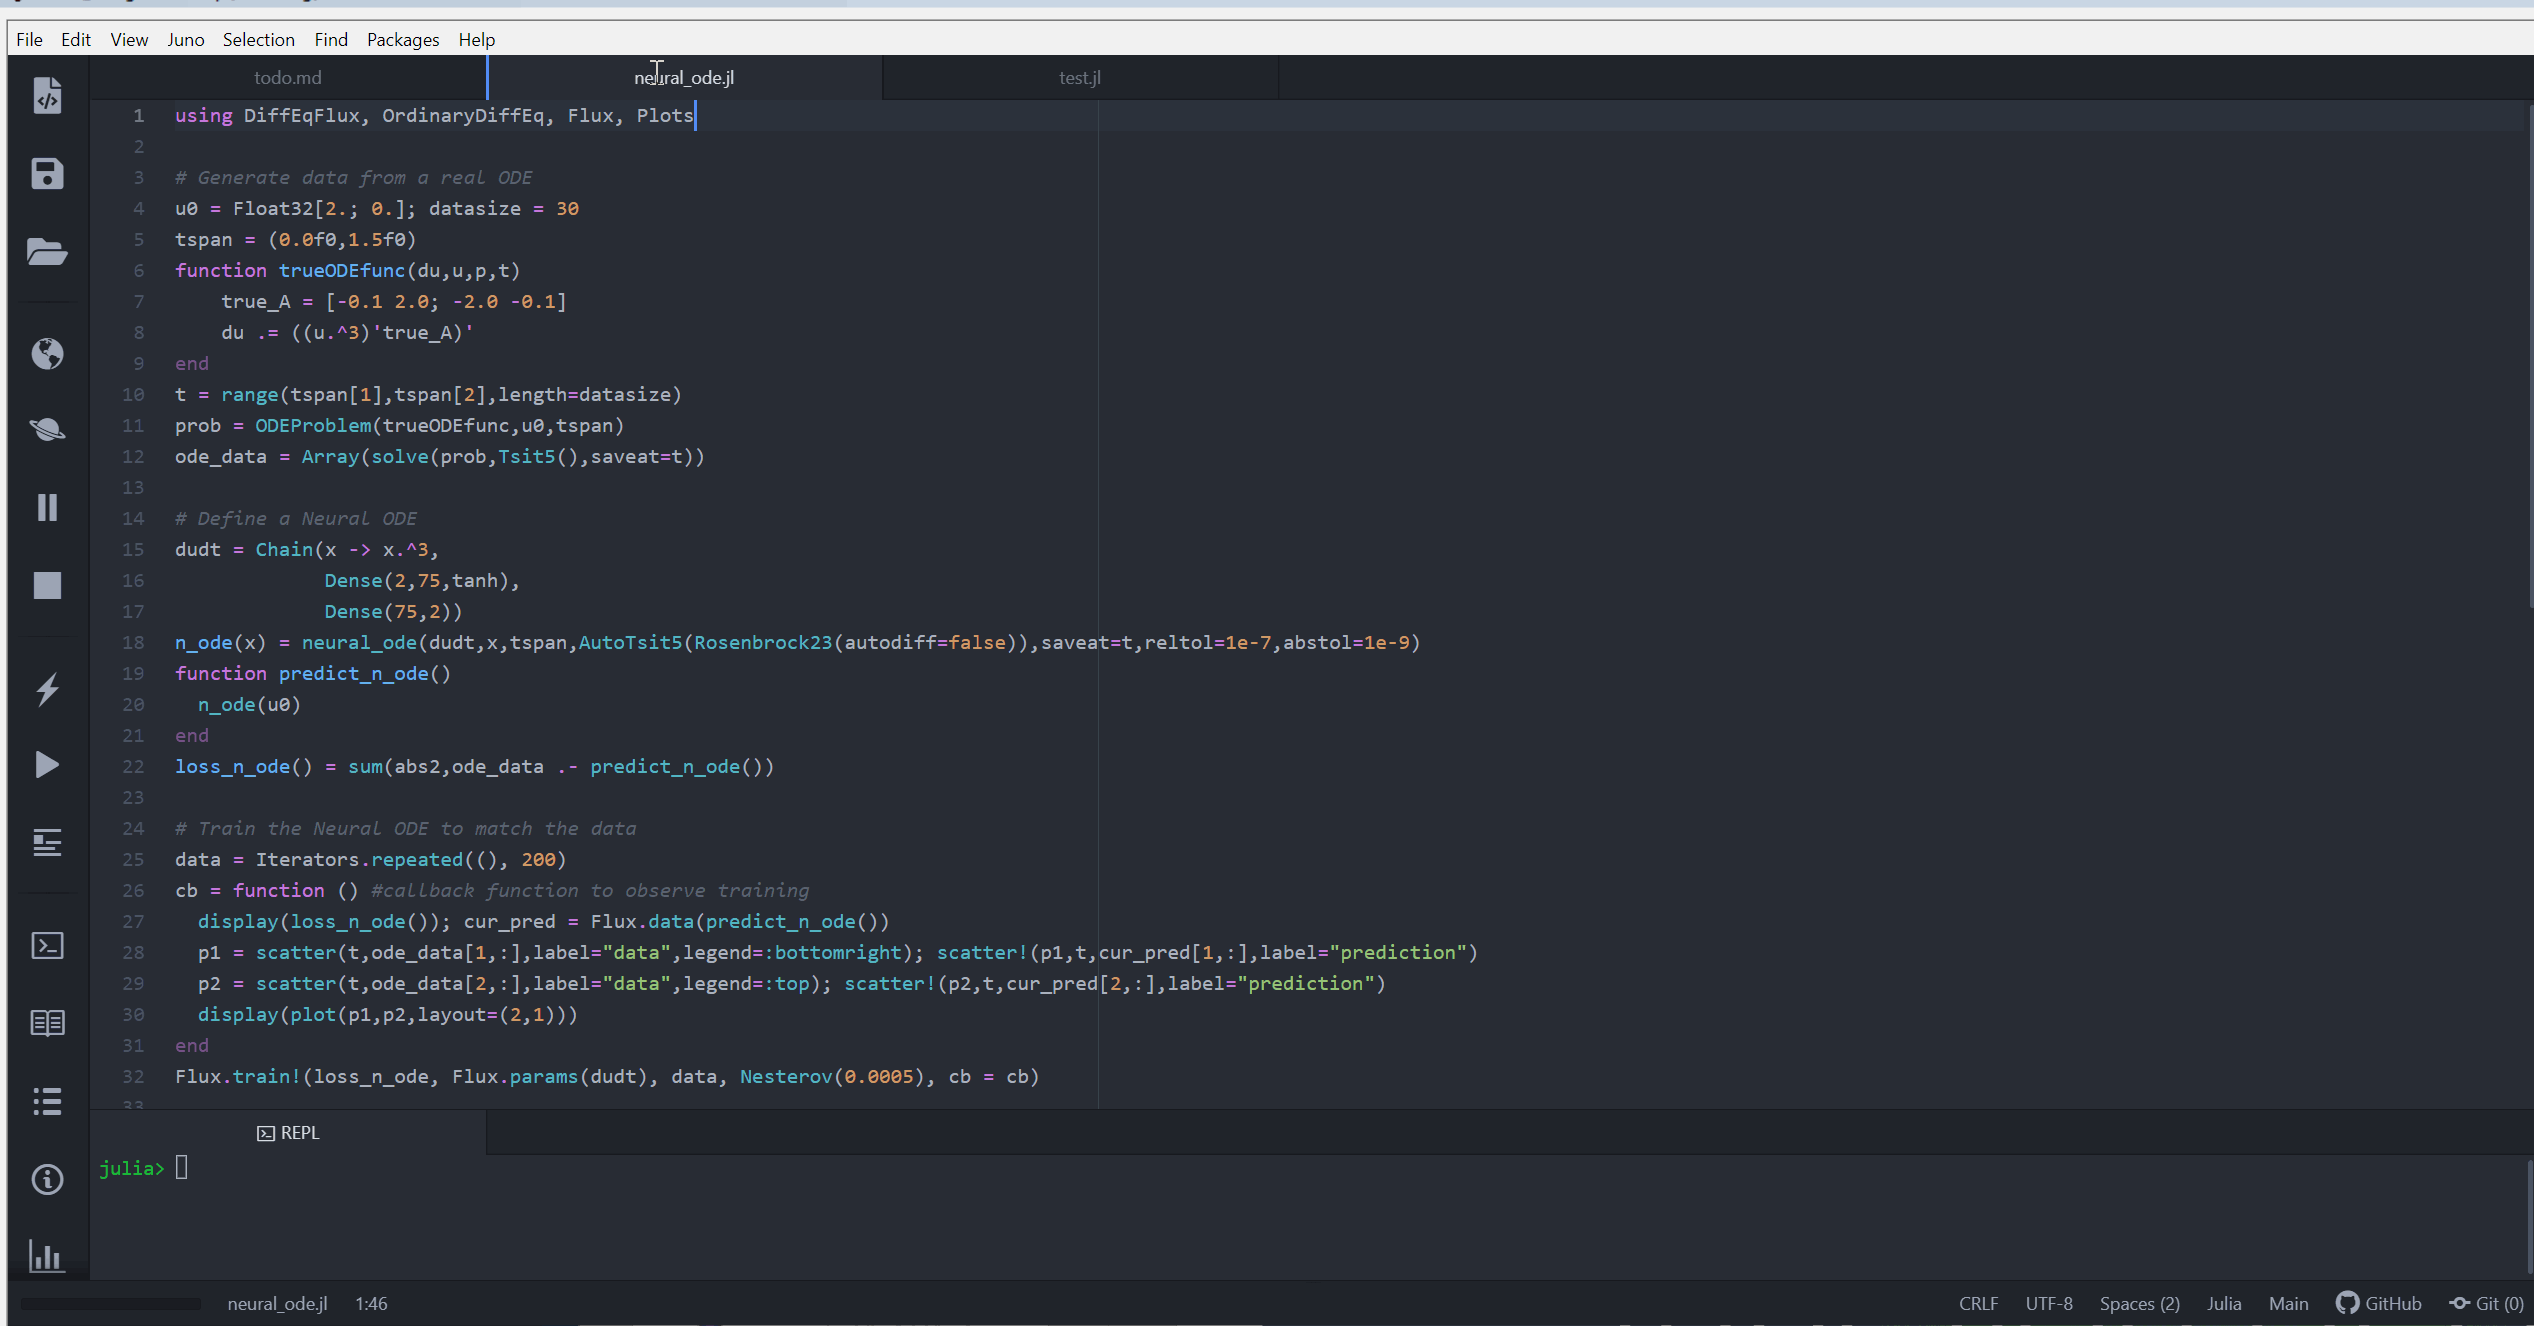 File Edit View Juno Selection Find Packages Help
todo.md neural_ode.jl test.jl
1 using DiffEqFlux, OrdinaryDiffEq, Flux, Plots
2
3 # Generate data from a real ODE
4 u0 = Float32[2.; 0.]; datasize = 30
5 tspan = (0.0f0,1.5f0)
6 function trueODEfunc(du,u,p,t)
7     true_A = [-0.1 2.0; -2.0 -0.1]
8     du .= ((u.^3)'true_A)'
9 end
10 t = range(tspan[1],tspan[2],length=datasize)
11 prob = ODEProblem(trueODEfunc,u0,tspan)
12 ode_data = Array(solve(prob,Tsit5(),saveat=t))
13
14 # Define a Neural ODE
15 dudt = Chain(x -> x.^3,
16              Dense(2,75,tanh),
17              Dense(75,2))
18 n_ode(x) = neural_ode(dudt,x,tspan,AutoTsit5(Rosenbrock23(autodiff=false)),saveat=t,reltol=1e-7,abstol=1e-9)
19 function predict_n_ode()
20   n_ode(u0)
21 end
22 loss_n_ode() = sum(abs2,ode_data .- predict_n_ode())
23
24 # Train the Neural ODE to match the data
25 data = Iterators.repeated((), 200)
26 cb = function () #callback function to observe training
27   display(loss_n_ode()); cur_pred = Flux.data(predict_n_ode())
28   p1 = scatter(t,ode_data[1,:],label="data",legend=:bottomright); scatter!(p1,t,cur_pred[1,:],label="prediction")
29   p2 = scatter(t,ode_data[2,:],label="data",legend=:top); scatter!(p2,t,cur_pred[2,:],label="prediction")
30   display(plot(p1,p2,layout=(2,1)))
31 end
32 Flux.train!(loss_n_ode, Flux.params(dudt), data, Nesterov(0.0005), cb = cb)
33
REPL
julia>
neural_ode.jl 1:46 CRLF UTF-8 Spaces (2) Julia Main GitHub Git (0)